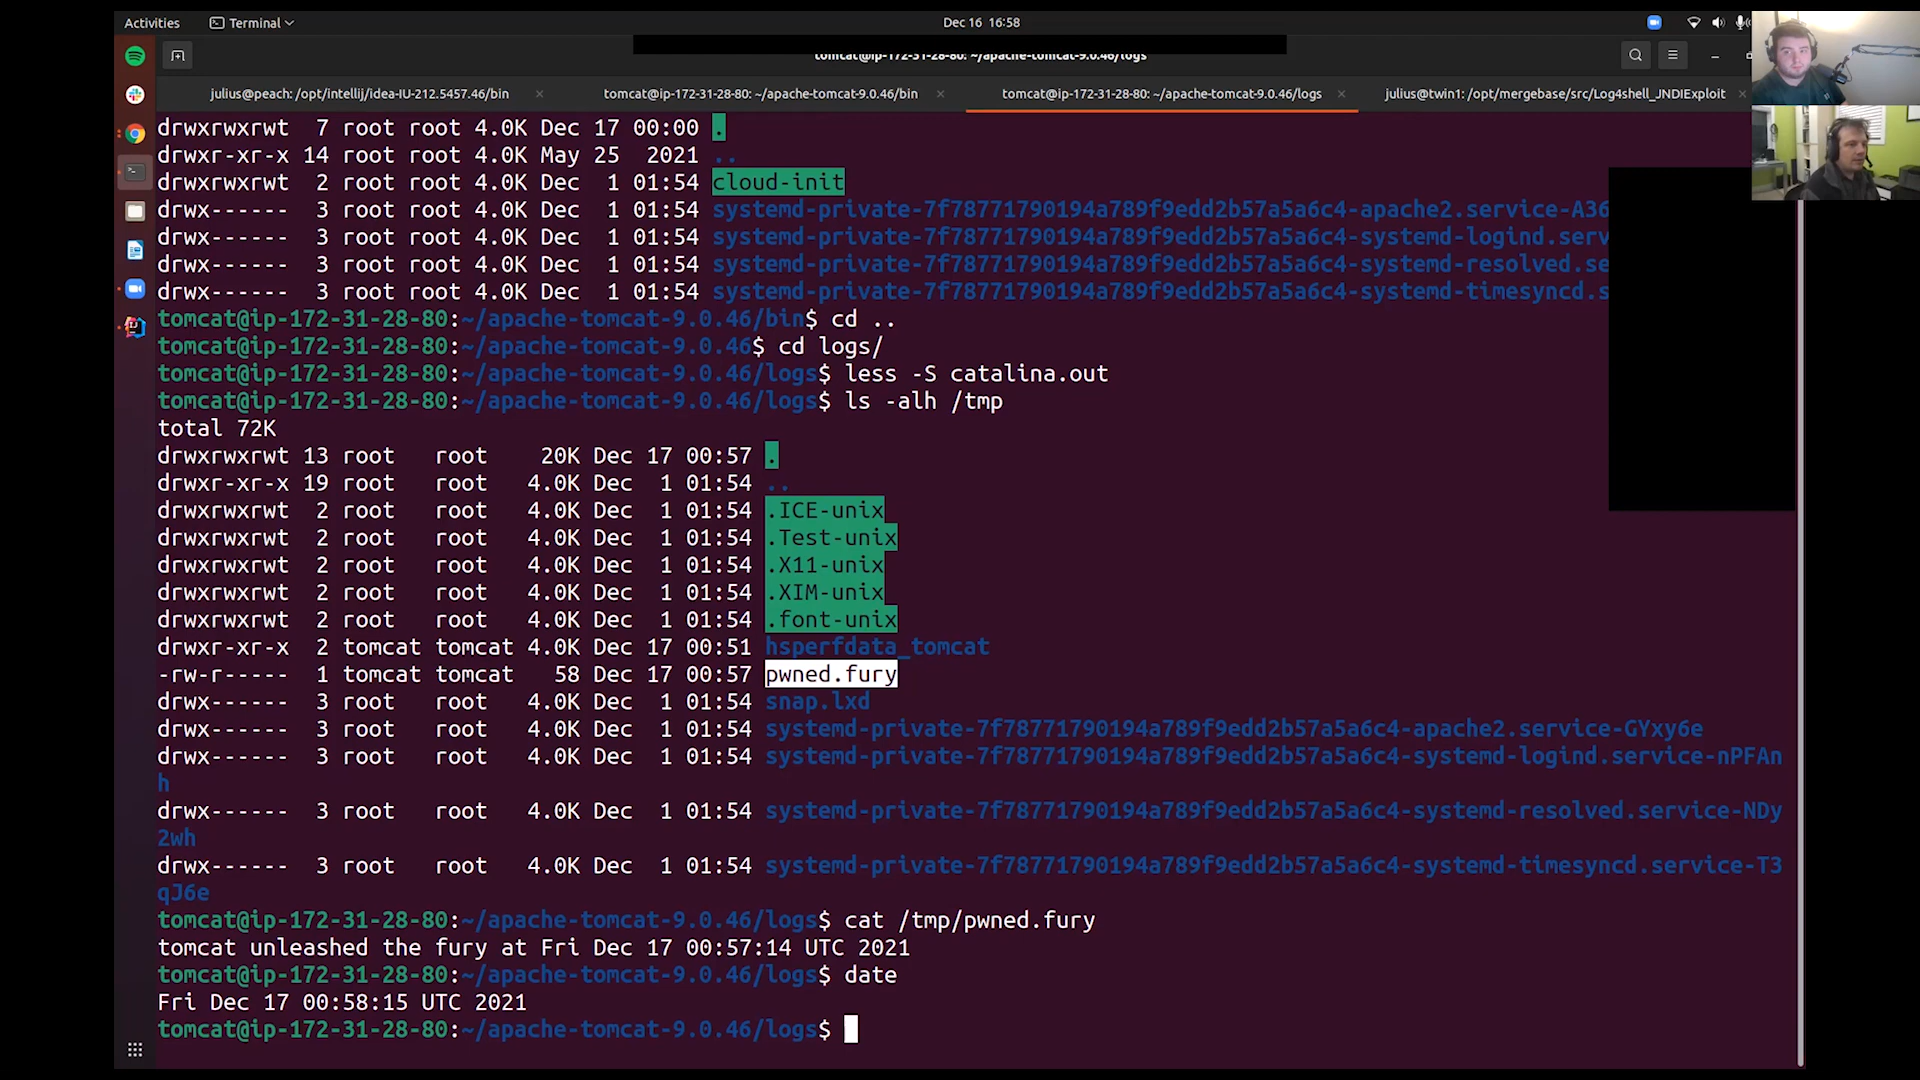 Activities Terminal Dec 16 16:58
tomcat@ip-172-31-28-80: ~/apache-tomcat-9.0.46/logs
julius@peach: /opt/intellij/idea-IU-212.5457.46/bin × tomcat@ip-172-31-28-80: ~/apache-tomcat-9.0.46/bin × tomcat@ip-172-31-28-80: ~/apache-tomcat-9.0.46/logs × julius@twin1: /opt/mergebase/src/Log4shell_JNDIExploit ×
drwxrwxrwt 7 root root 4.0K Dec 17 00:00 .
drwxr-xr-x 14 root root 4.0K May 25 2021 ..
drwxrwxrwt 2 root root 4.0K Dec 1 01:54 cloud-init
drwx------ 3 root root 4.0K Dec 1 01:54 systemd-private-7f78771790194a789f9edd2b57a5a6c4-apache2.service-A36
drwx------ 3 root root 4.0K Dec 1 01:54 systemd-private-7f78771790194a789f9edd2b57a5a6c4-systemd-logind.serv
drwx------ 3 root root 4.0K Dec 1 01:54 systemd-private-7f78771790194a789f9edd2b57a5a6c4-systemd-resolved.se
drwx------ 3 root root 4.0K Dec 1 01:54 systemd-private-7f78771790194a789f9edd2b57a5a6c4-systemd-timesyncd.s
tomcat@ip-172-31-28-80:~/apache-tomcat-9.0.46/bin$ cd ..
tomcat@ip-172-31-28-80:~/apache-tomcat-9.0.46$ cd logs/
tomcat@ip-172-31-28-80:~/apache-tomcat-9.0.46/logs$ less -S catalina.out
tomcat@ip-172-31-28-80:~/apache-tomcat-9.0.46/logs$ ls -alh /tmp
total 72K
drwxrwxrwt 13 root root 20K Dec 17 00:57 .
drwxr-xr-x 19 root root 4.0K Dec 1 01:54 ..
drwxrwxrwt 2 root root 4.0K Dec 1 01:54 .ICE-unix
drwxrwxrwt 2 root root 4.0K Dec 1 01:54 .Test-unix
drwxrwxrwt 2 root root 4.0K Dec 1 01:54 .X11-unix
drwxrwxrwt 2 root root 4.0K Dec 1 01:54 .XIM-unix
drwxrwxrwt 2 root root 4.0K Dec 1 01:54 .font-unix
drwxr-xr-x 2 tomcat tomcat 4.0K Dec 17 00:51 hsperfdata_tomcat
-rw-r----- 1 tomcat tomcat 58 Dec 17 00:57 pwned.fury
drwx------ 3 root root 4.0K Dec 1 01:54 snap.lxd
drwx------ 3 root root 4.0K Dec 1 01:54 systemd-private-7f78771790194a789f9edd2b57a5a6c4-apache2.service-GYxy6e
drwx------ 3 root root 4.0K Dec 1 01:54 systemd-private-7f78771790194a789f9edd2b57a5a6c4-systemd-logind.service-nPFAn
h
drwx------ 3 root root 4.0K Dec 1 01:54 systemd-private-7f78771790194a789f9edd2b57a5a6c4-systemd-resolved.service-NDy
2wh
drwx------ 3 root root 4.0K Dec 1 01:54 systemd-private-7f78771790194a789f9edd2b57a5a6c4-systemd-timesyncd.service-T3
qJ6e
tomcat@ip-172-31-28-80:~/apache-tomcat-9.0.46/logs$ cat /tmp/pwned.fury
tomcat unleashed the fury at Fri Dec 17 00:57:14 UTC 2021
tomcat@ip-172-31-28-80:~/apache-tomcat-9.0.46/logs$ date
Fri Dec 17 00:58:15 UTC 2021
tomcat@ip-172-31-28-80:~/apache-tomcat-9.0.46/logs$